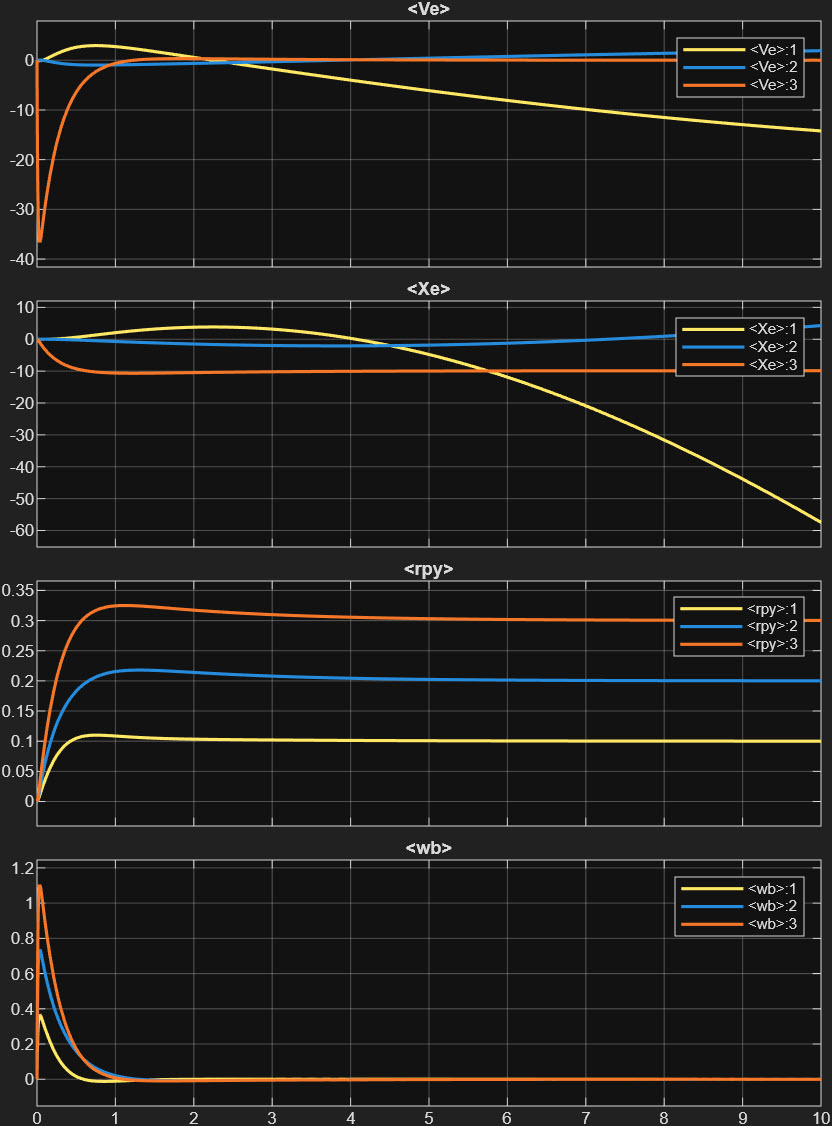 <Ve>
0
-10
-20
-30
-40
<Ve>:1
<Ve>:2
<Ve>:3
<Xe>
10
0
-10
-20
-30
-40
-50
-60
<Xe>:1
<Xe>:2
<Xe>:3
<rpy>
0.35
0.3
0.25
0.2
0.15
0.1
0.05
0
<rpy>:1
<rpy>:2
<rpy>:3
<wb>
1.2
1
0.8
0.6
0.4
0.2
0
<wb>:1
<wb>:2
<wb>:3
0 1 2 3 4 5 6 7 8 9 10